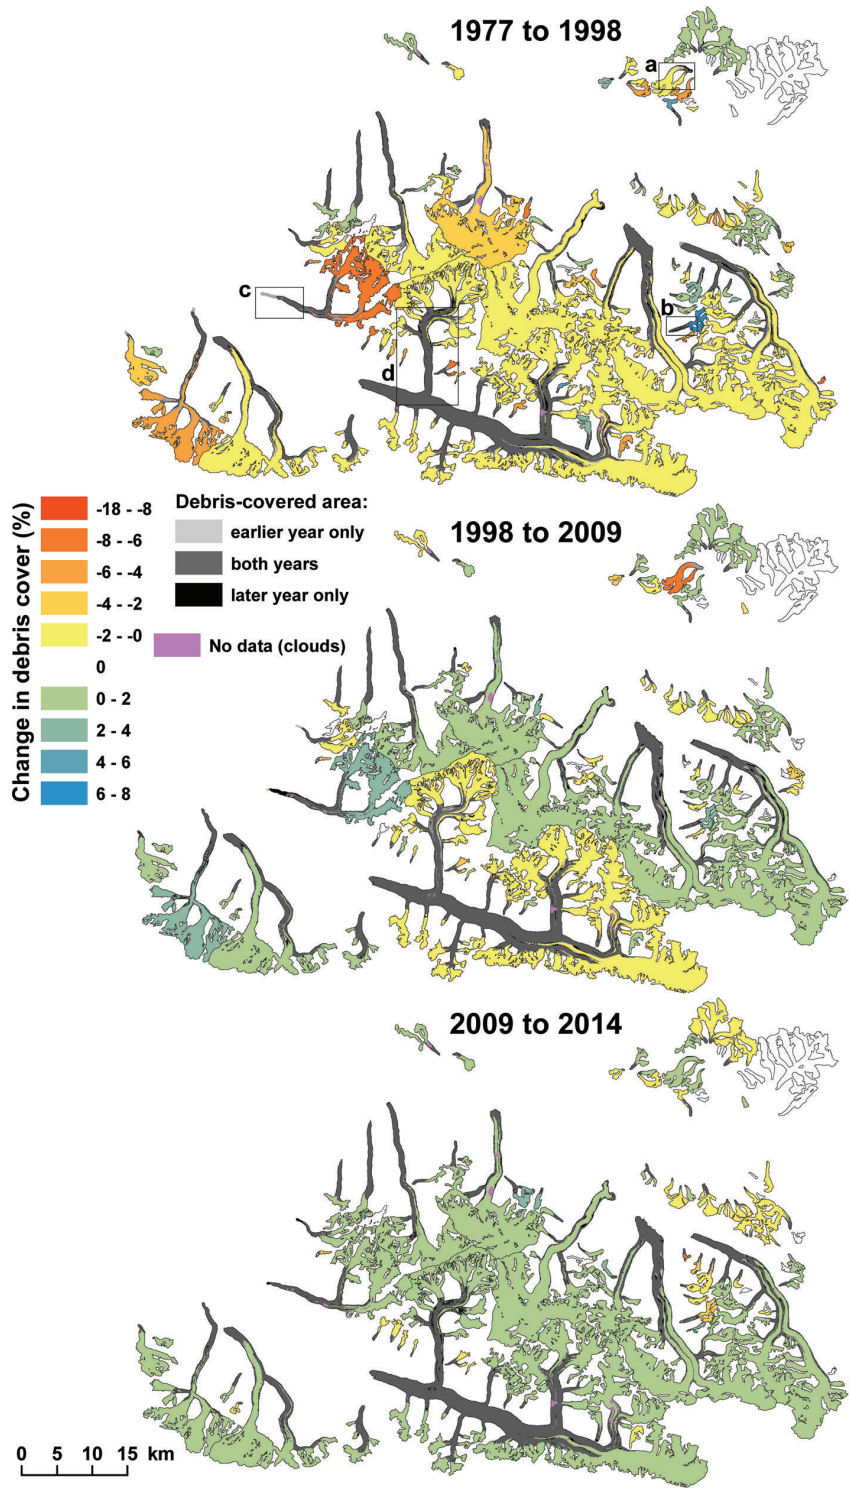 1977 to 1998
a
c
b
d
Change in debris cover (%)
-18 - -8
-8 - -6
-6 - -4
-4 - -2
-2 - -0
0
0 - 2
2 - 4
4 - 6
6 - 8
Debris-covered area:
earlier year only
both years
later year only
No data (clouds)
1998 to 2009
2009 to 2014
0 5 10 15 km